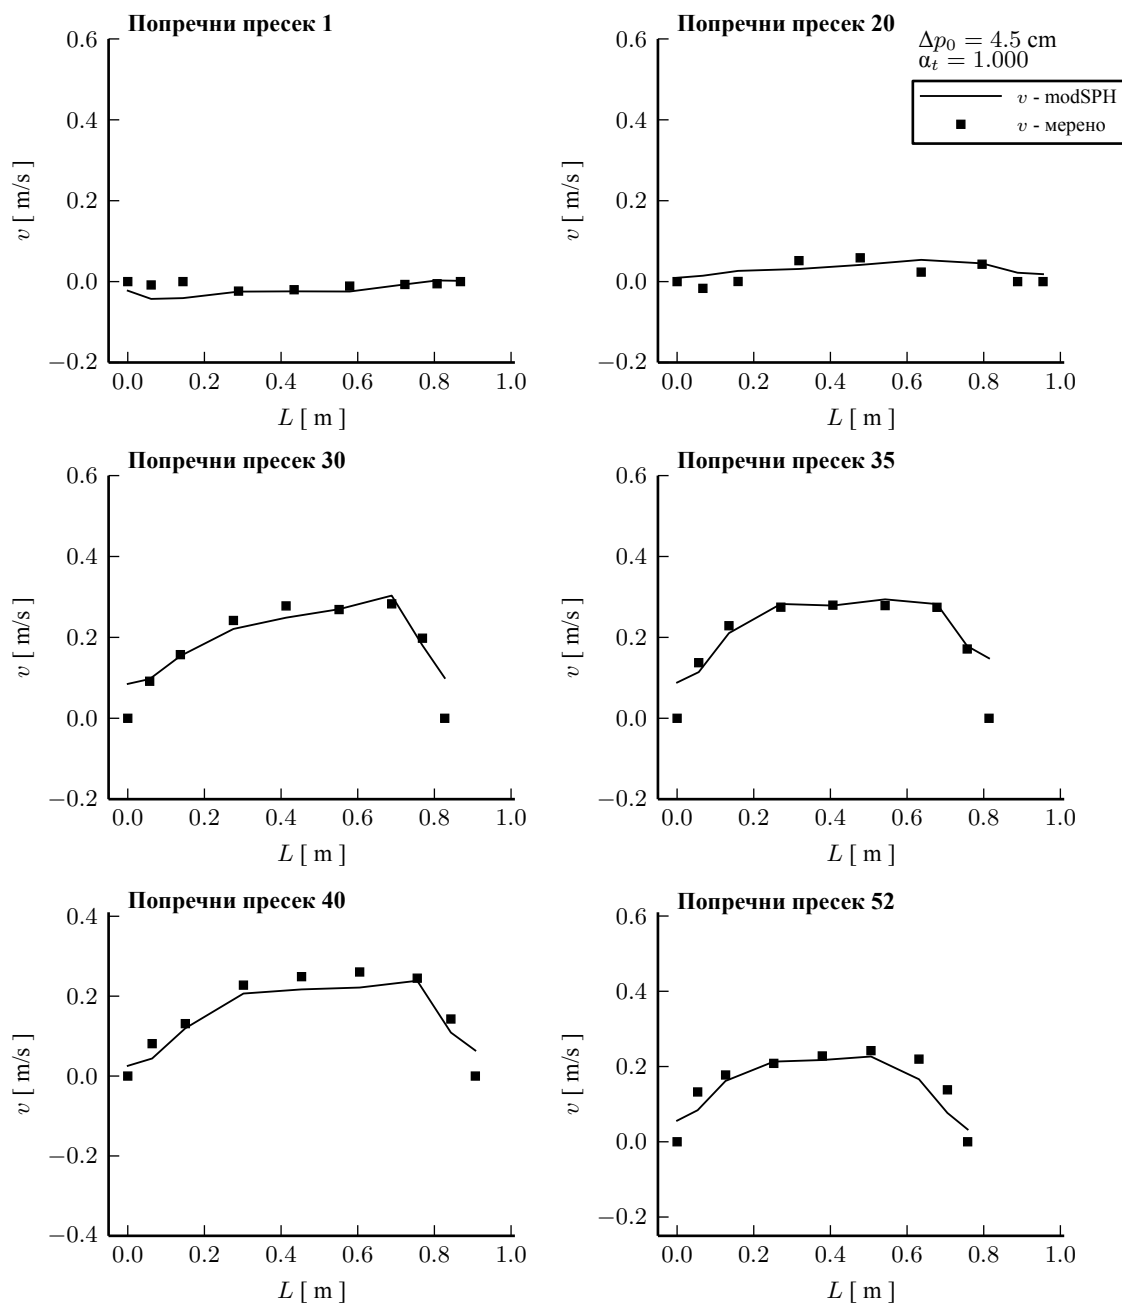 Попречни пресек 1
0.6
0.4
0.2
0.0
−0.2
v [ m/s ]
0.0 0.2 0.4 0.6 0.8 1.0
L [ m ]
Попречни пресек 20
Δp₀ = 4.5 cm
αₜ = 1.000
v - modSPH
v - мерено
0.6
0.4
0.2
0.0
−0.2
v [ m/s ]
0.0 0.2 0.4 0.6 0.8 1.0
L [ m ]
Попречни пресек 30
0.6
0.4
0.2
0.0
−0.2
v [ m/s ]
0.0 0.2 0.4 0.6 0.8 1.0
L [ m ]
Попречни пресек 35
0.6
0.4
0.2
0.0
−0.2
v [ m/s ]
0.0 0.2 0.4 0.6 0.8 1.0
L [ m ]
Попречни пресек 40
0.4
0.2
0.0
−0.2
−0.4
v [ m/s ]
0.0 0.2 0.4 0.6 0.8 1.0
L [ m ]
Попречни пресек 52
0.6
0.4
0.2
0.0
−0.2
v [ m/s ]
0.0 0.2 0.4 0.6 0.8 1.0
L [ m ]